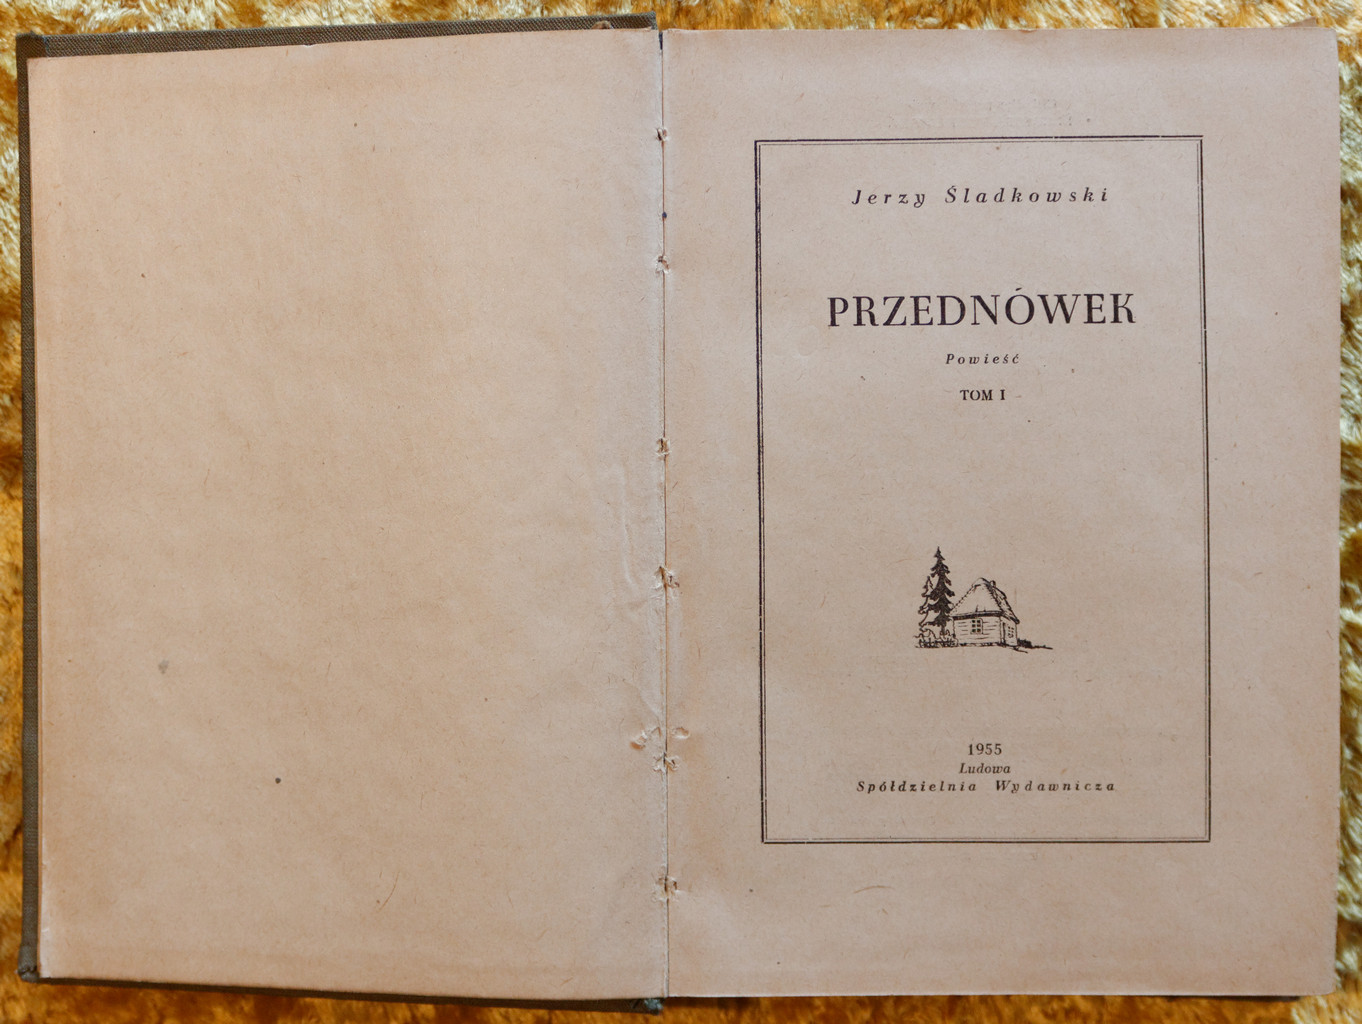 Jerzy Śladkowski
PRZEDNÓWEK
Powieść
TOM I
1955
Ludowa
Spółdzielnia Wydawnicza